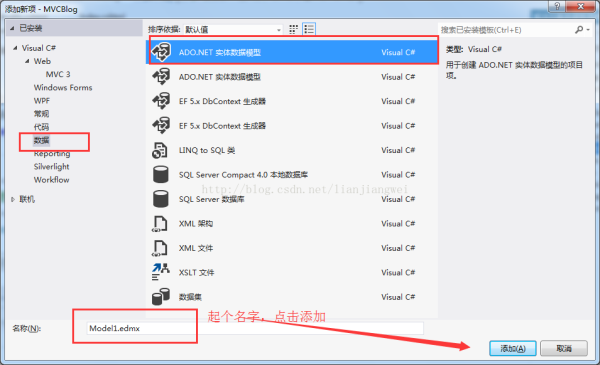 添加新项 - MVCBlog
已安装
排序依据: 默认值
搜索已安装模板(Ctrl+E)
Visual C#
Web
MVC 3
Windows Forms
WPF
常规
代码
数据
Reporting
Silverlight
Workflow
联机
ADO.NET 实体数据模型 Visual C#
ADO.NET 实体数据模型 Visual C#
EF 5.x DbContext 生成器 Visual C#
EF 5.x DbContext 生成器 Visual C#
LINQ to SQL 类 Visual C#
SQL Server Compact 4.0 本地数据库 Visual C#
http://blog.csdn.net/lianjiangwei
SQL Server 数据库 Visual C#
XML 架构 Visual C#
XML 文件 Visual C#
XSLT 文件 Visual C#
数据集 Visual C#
类型: Visual C#
用于创建 ADO.NET 实体数据模型的项目
项。
起个名字，点击添加
名称(N): Model1.edmx
添加(A) 取消